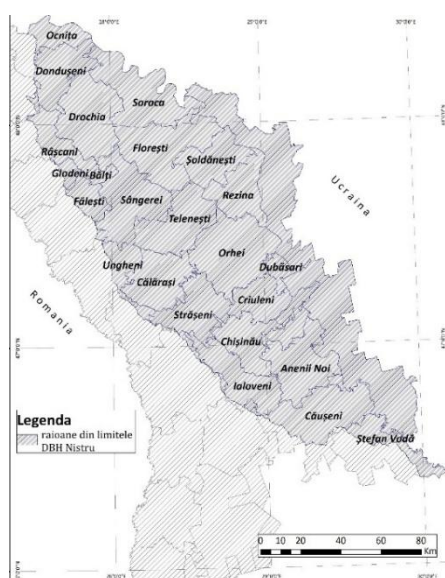 Ocnița
Dondușeni
Soroca
Drochia
Florești
Râșcani
Șoldănești
Glodeni
Bălți
Fălești
Sângerei
Rezina
Telenești
Ucraina
Orhei
Ungheni
Dubăsari
Călărași
Criuleni
Romania
Strășeni
Chișinău
Anenii Noi
Ialoveni
Căușeni
Ștefan Vodă
Legenda
raioane din limitele
DBH Nistru
0 10 20 40 60 80
Km